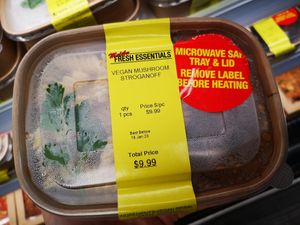 FRESH ESSENTIALS
VEGAN MUSHROOM
STROGANOFF
qty Price $/pc
1 pcs $9.99
Best Before
Total Price
$9.99
MICROWAVE SAF
TRAY & LID
REMOVE LABEL
BEFORE HEATING